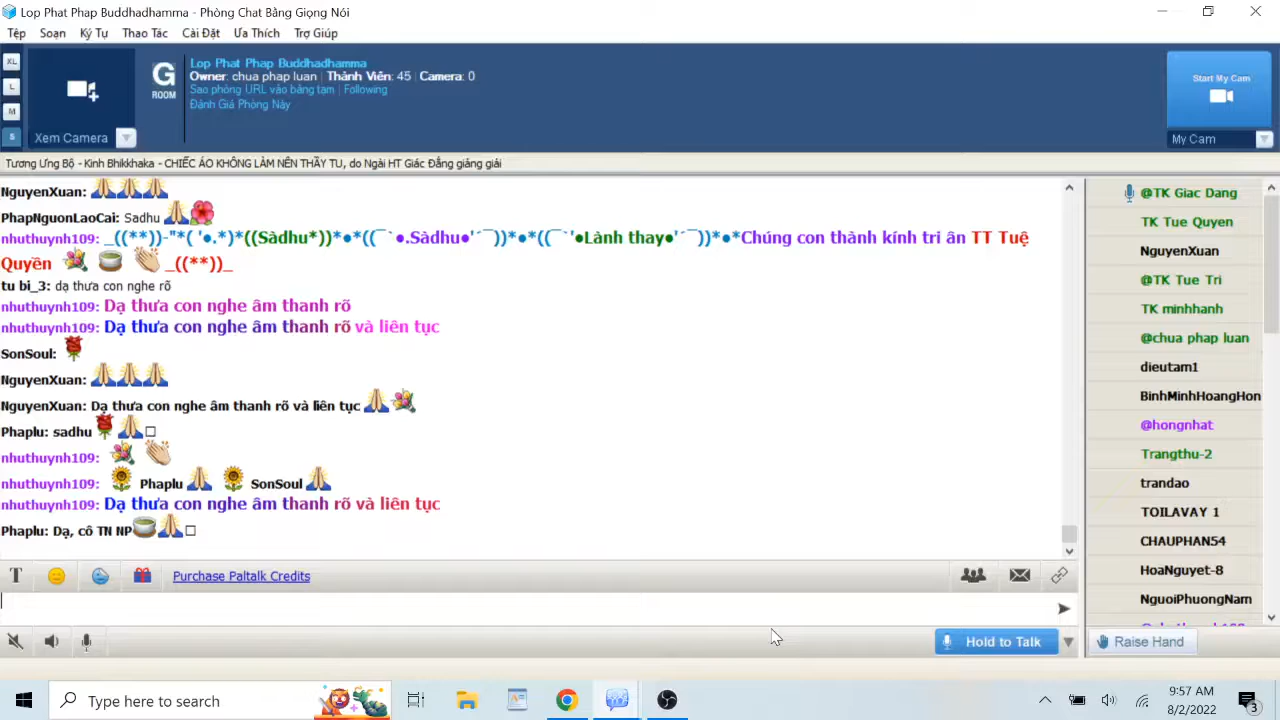 Lop Phat Phap Buddhadhamma - Phòng Chat Bằng Giọng Nói
Tệp Soạn Ký Tự Thao Tác Cài Đặt Ưa Thích Trợ Giúp
XL
L
M
S
Xem Camera
G
ROOM
Lop Phat Phap Buddhadhamma
Owner: chua phap luan | Thành Viên: 45 | Camera: 0
Sao phòng URL vào bảng tạm | Following
Đánh Giá Phòng Này
Start My Cam
My Cam
Tương Ưng Bộ - Kinh Bhikkhaka - CHIẾC ÁO KHÔNG LÀM NÊN THẦY TU, do Ngài HT Giác Đẳng giảng giải
NguyenXuan: 🙏🙏🙏
PhapNguonLaoCai: Sadhu 🙏🌺
nhuthuynh109: _((**))-"*( '●.*)*((Sàdhu*))*●*((¯`●.Sàdhu●'´¯))*●*((¯`'●Lành thay●'´¯))*●*Chúng con thành kính tri ân TT Tuệ
Quyền 💐 🍵 👏 _((**))_
tu bi_3: dạ thưa con nghe rõ
nhuthuynh109: Dạ thưa con nghe âm thanh rõ
nhuthuynh109: Dạ thưa con nghe âm thanh rõ và liên tục
SonSoul: 🌹
NguyenXuan: 🙏🙏🙏
NguyenXuan: Dạ thưa con nghe âm thanh rõ và liên tục 🙏💐
Phaplu: sadhu🌹🙏□
nhuthuynh109: 💐 👏
nhuthuynh109: 🌻 Phaplu🙏 🌻 SonSoul🙏
nhuthuynh109: Dạ thưa con nghe âm thanh rõ và liên tục
Phaplu: Dạ, cô TN NP🍵🙏□
@TK Giac Dang
TK Tue Quyen
NguyenXuan
@TK Tue Tri
TK minhhanh
@chua phap luan
dieutam1
BinhMinhHoangHon
@hongnhat
Trangthu-2
trandao
TOILAVAY 1
CHAUPHAN54
HoaNguyet-8
NguoiPhuongNam
T
Purchase Paltalk Credits
Hold to Talk
Raise Hand
Type here to search
9:57 AM
8/2/2022
3